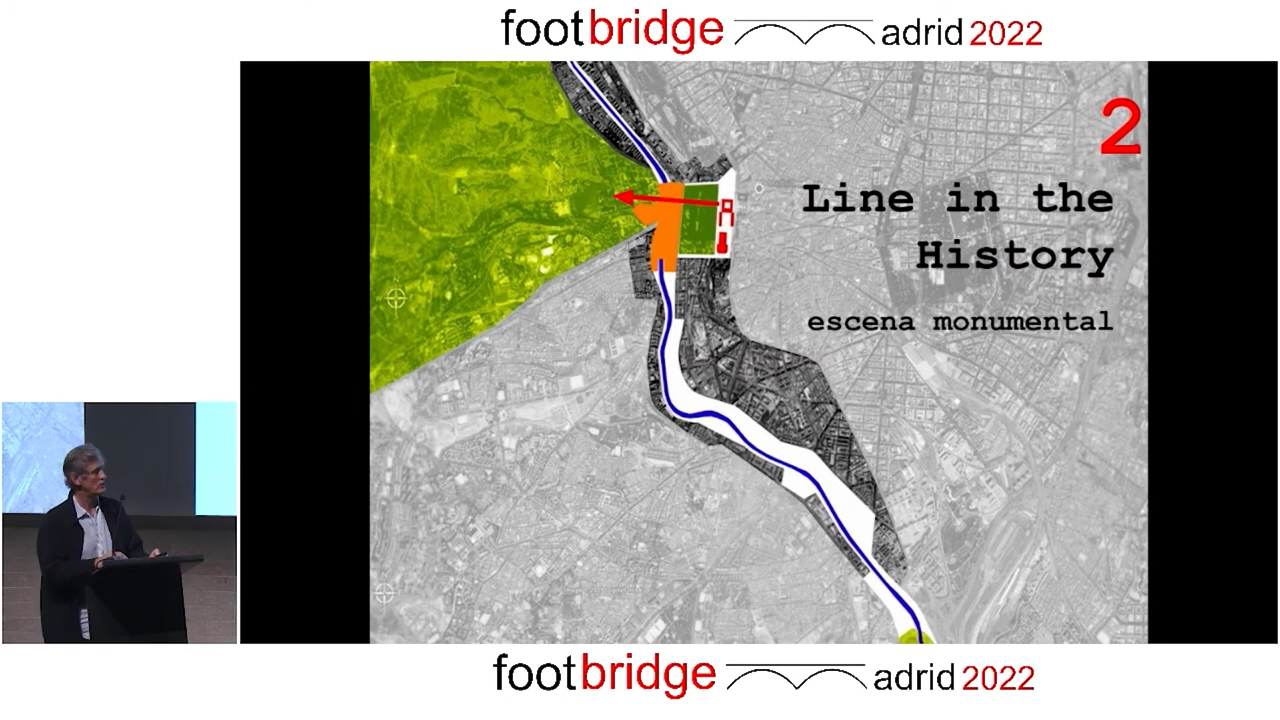 footbridge adrid 2022
2
Line in the
History
escena monumental
footbridge adrid 2022